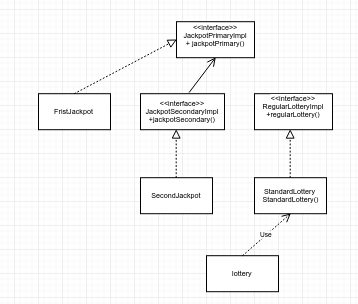 <<Interface>>
JackpotPrimaryImpl
+ jackpotPrimary()
FristJackpot
<<Interface>>
JackpotSecondaryImpl
+jackpotSecondary()
<<Interface>>
RegularLotteryImpl
+regularLottery()
SecondJackpot
StandardLottery
StandardLottery()
Use
lottery